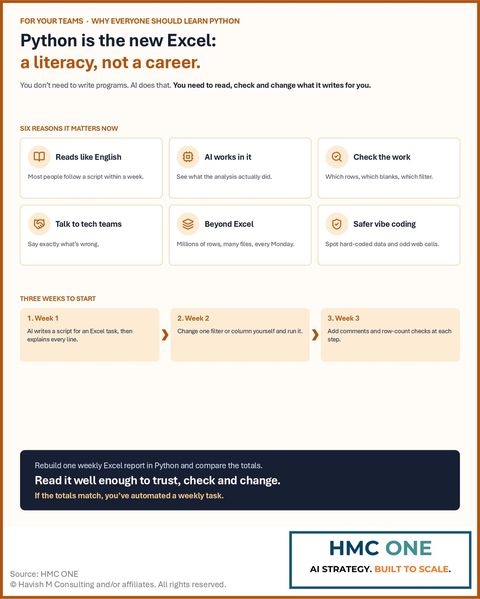 FOR YOUR TEAMS · WHY EVERYONE SHOULD LEARN PYTHON
Python is the new Excel:
a literacy, not a career.
You don't need to write programs. AI does that. You need to read, check and change what it writes for you.
SIX REASONS IT MATTERS NOW
Reads like English
Most people follow a script within a week.
AI works in it
See what the analysis actually did.
Check the work
Which rows, which blanks, which filter.
Talk to tech teams
Say exactly what's wrong.
Beyond Excel
Millions of rows, many files, every Monday.
Safer vibe coding
Spot hard-coded data and odd web calls.
THREE WEEKS TO START
1. Week 1
AI writes a script for an Excel task, then
explains every line.
2. Week 2
Change one filter or column yourself and run it.
3. Week 3
Add comments and row-count checks at each
step.
Rebuild one weekly Excel report in Python and compare the totals.
Read it well enough to trust, check and change.
If the totals match, you've automated a weekly task.
HMC ONE
AI STRATEGY. BUILT TO SCALE.
Source: HMC ONE
© Havish M Consulting and/or affiliates. All rights reserved.